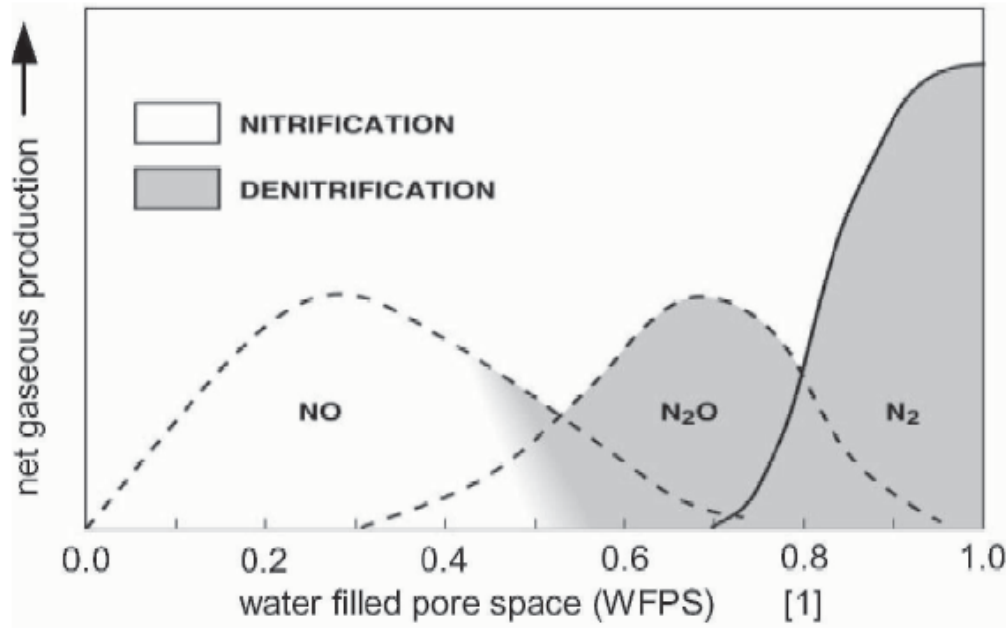 NITRIFICATION
DENITRIFICATION
net gaseous production
NO
N₂O
N₂
0.0 0.2 0.4 0.6 0.8 1.0
water filled pore space (WFPS) [1]